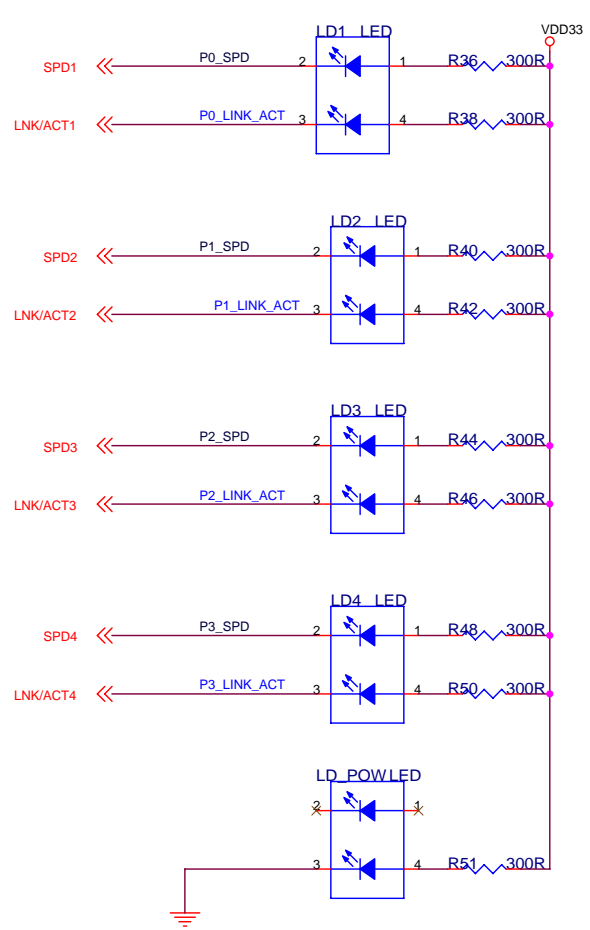 LD1 LED
VDD33
SPD1
P0_SPD
2
1
R36
300R
LNK/ACT1
P0_LINK_ACT
3
4
R38
300R
LD2 LED
SPD2
P1_SPD
2
1
R40
300R
LNK/ACT2
P1_LINK_ACT
3
4
R42
300R
LD3 LED
SPD3
P2_SPD
2
1
R44
300R
LNK/ACT3
P2_LINK_ACT
3
4
R46
300R
LD4 LED
SPD4
P3_SPD
2
1
R48
300R
LNK/ACT4
P3_LINK_ACT
3
4
R50
300R
LD_POW LED
2
1
3
4
R51
300R